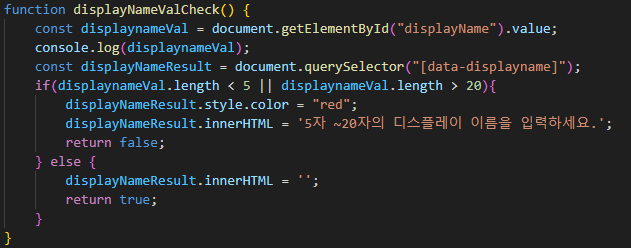 function displayNameValCheck() {
    const displaynameVal = document.getElementById("displayName").value;
    console.log(displaynameVal);
    const displayNameResult = document.querySelector("[data-displayname]");
    if(displaynameVal.length < 5 || displaynameVal.length > 20){
        displayNameResult.style.color = "red";
        displayNameResult.innerHTML = '5자 ~20자의 디스플레이 이름을 입력하세요.';
        return false;
    } else {
        displayNameResult.innerHTML = '';
        return true;
    }
}